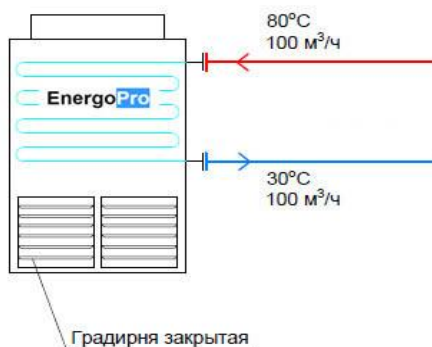 80°C
100 м³/ч
EnergoPro
30°C
100 м³/ч
Градирня закрытая